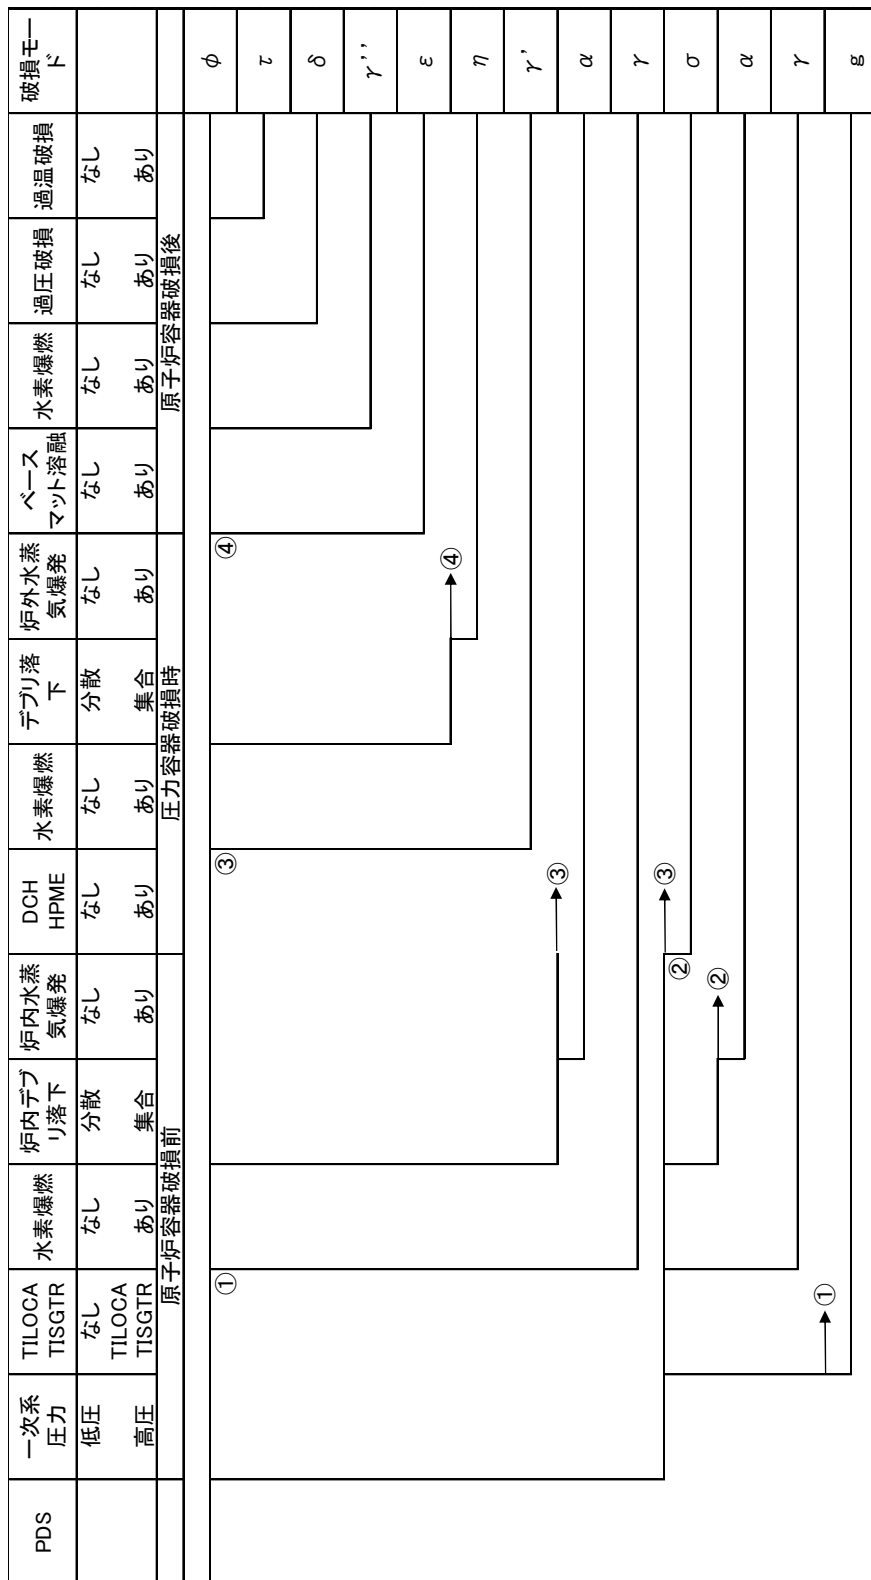 PDS
一次系
圧力
低圧
高圧
TILOCA
TISGTR
なし
TILOCA
TISGTR
水素爆燃
なし
あり
炉内デブ
リ落下
分散
集合
炉内水蒸
気爆発
なし
あり
DCH
HPME
なし
あり
水素爆燃
なし
あり
デブリ落
下
分散
集合
炉外水蒸
気爆発
なし
あり
ベース
マット溶融
なし
あり
水素爆燃
なし
あり
過圧破損
なし
あり
過温破損
なし
あり
破損モー
ド
原子炉容器破損前
圧力容器破損時
原子炉容器破損後
φ
τ
δ
γ''
ε
η
γ'
α
γ
σ
α
γ
g
①
③
④
④
③
③
②
②
①